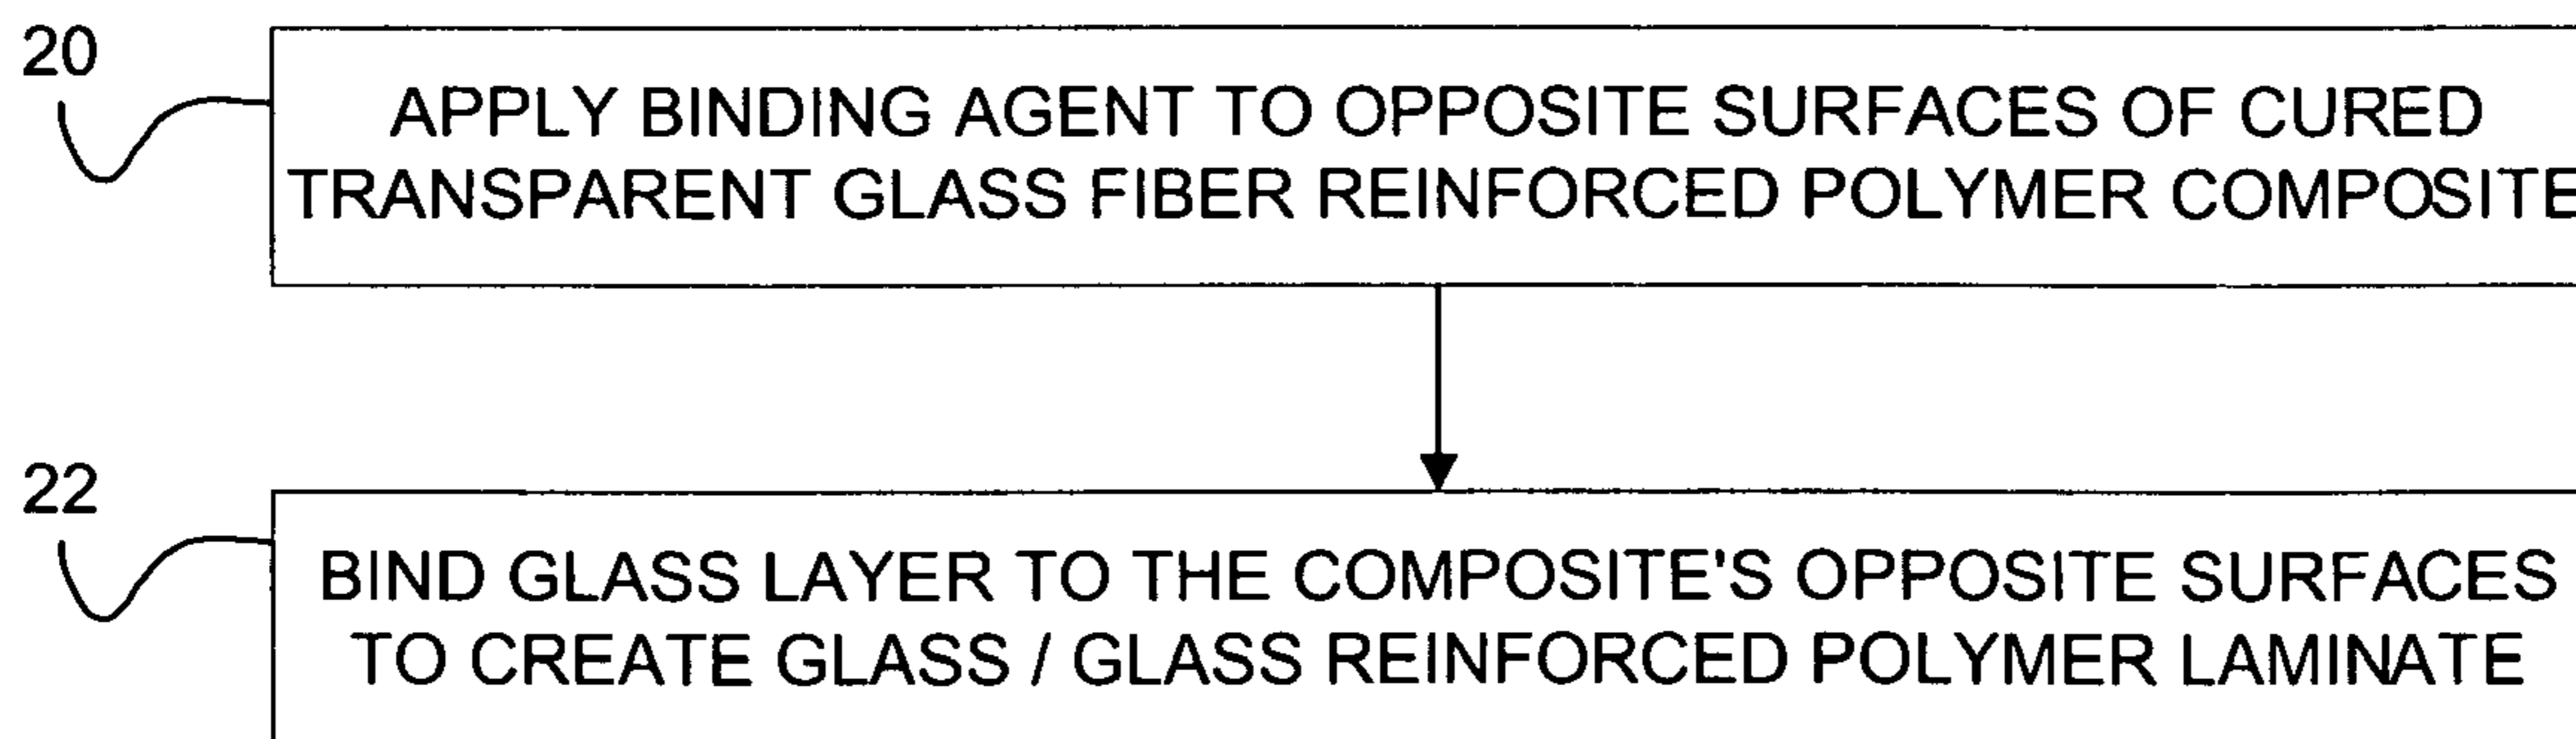 20
APPLY BINDING AGENT TO OPPOSITE SURFACES OF CURED
TRANSPARENT GLASS FIBER REINFORCED POLYMER COMPOSITE
22
BIND GLASS LAYER TO THE COMPOSITE'S OPPOSITE SURFACES
TO CREATE GLASS / GLASS REINFORCED POLYMER LAMINATE